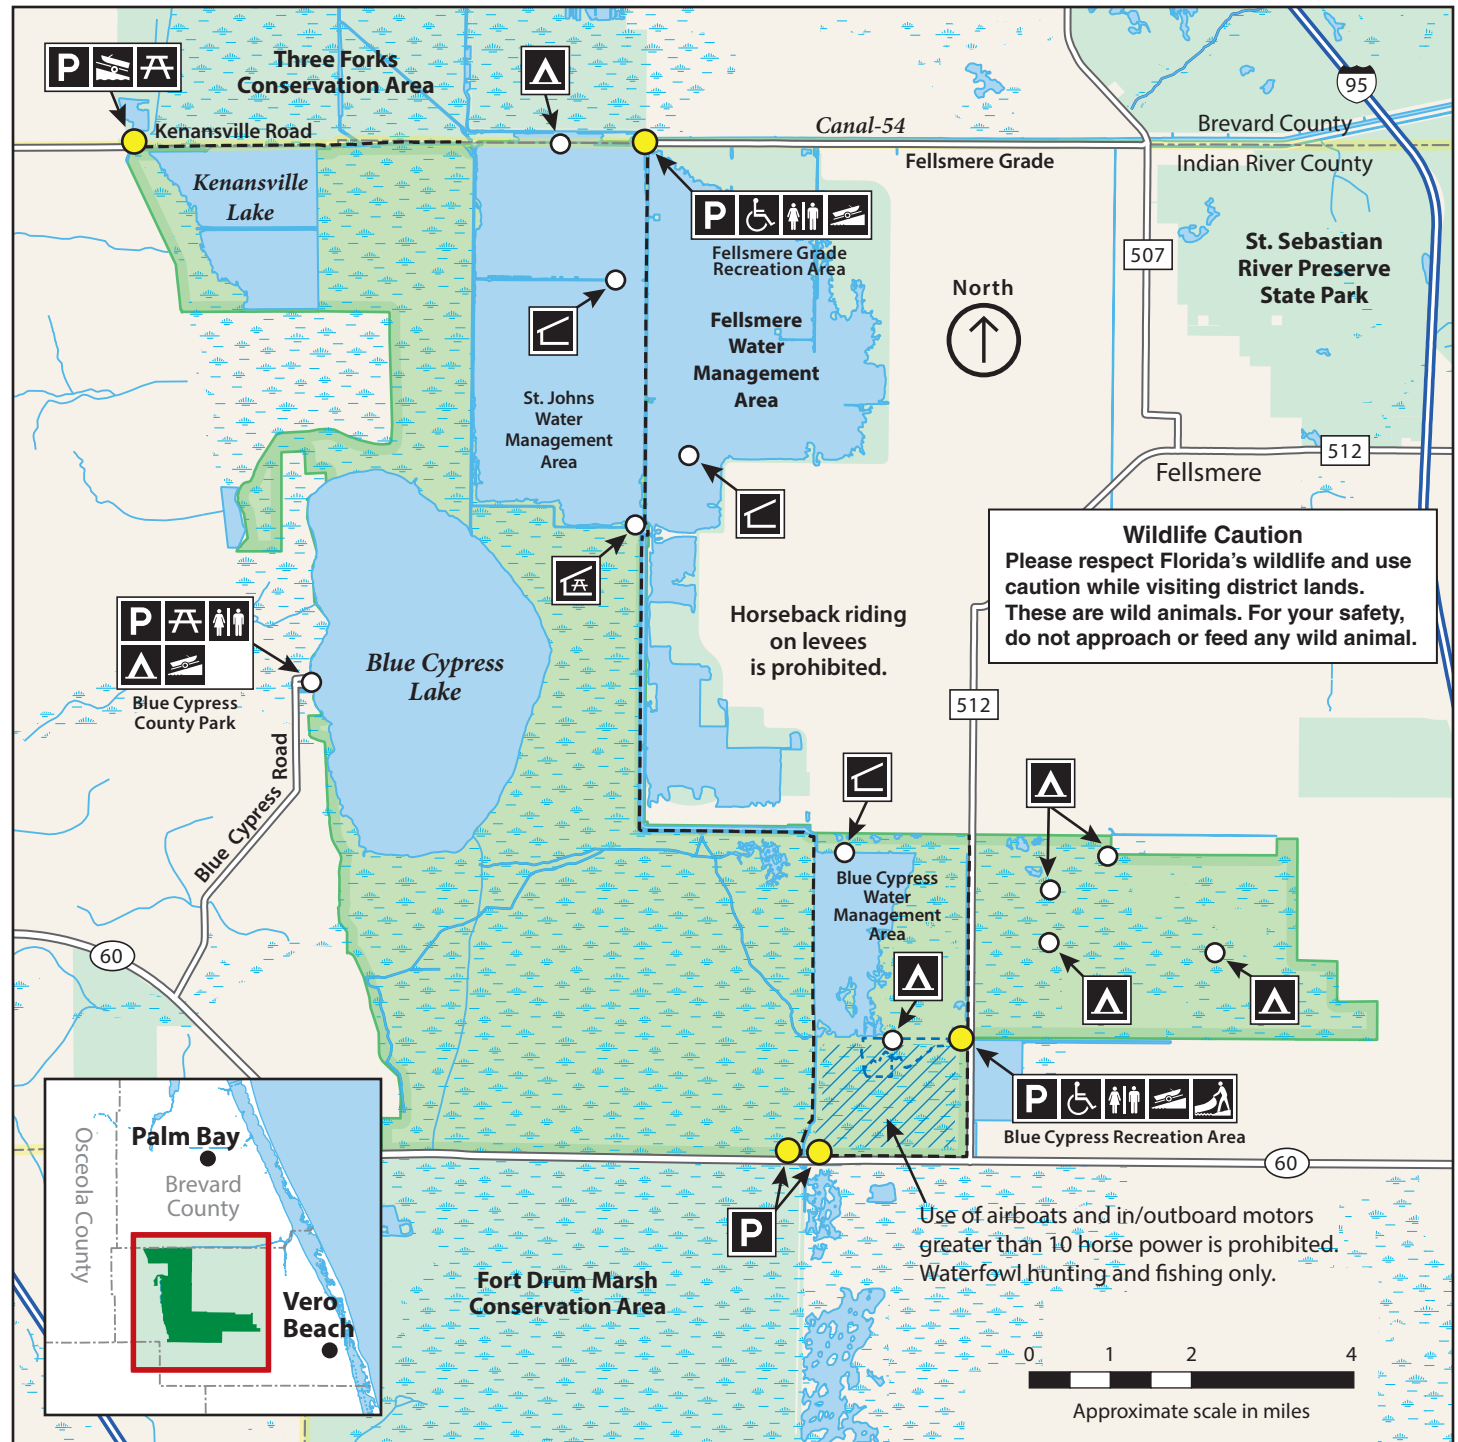 Three Forks
Conservation Area
P
Kenansville Road
Canal-54
Fellsmere Grade
95
Brevard County
Indian River County
Kenansville
Lake
P
Fellsmere Grade
Recreation Area
507
St. Sebastian
River Preserve
State Park
North
Fellsmere
Water
Management
Area
St. Johns
Water
Management
Area
512
Fellsmere
Wildlife Caution
Please respect Florida's wildlife and use
caution while visiting district lands.
These are wild animals. For your safety,
do not approach or feed any wild animal.
Horseback riding
on levees
is prohibited.
P
Blue Cypress
County Park
Blue Cypress
Lake
512
Blue Cypress Road
60
Blue Cypress
Water
Management
Area
P
Blue Cypress Recreation Area
60
P
Use of airboats and in/outboard motors
greater than 10 horse power is prohibited.
Waterfowl hunting and fishing only.
Fort Drum Marsh
Conservation Area
Osceola County
Palm Bay
Brevard
County
Vero
Beach
0 1 2 4
Approximate scale in miles